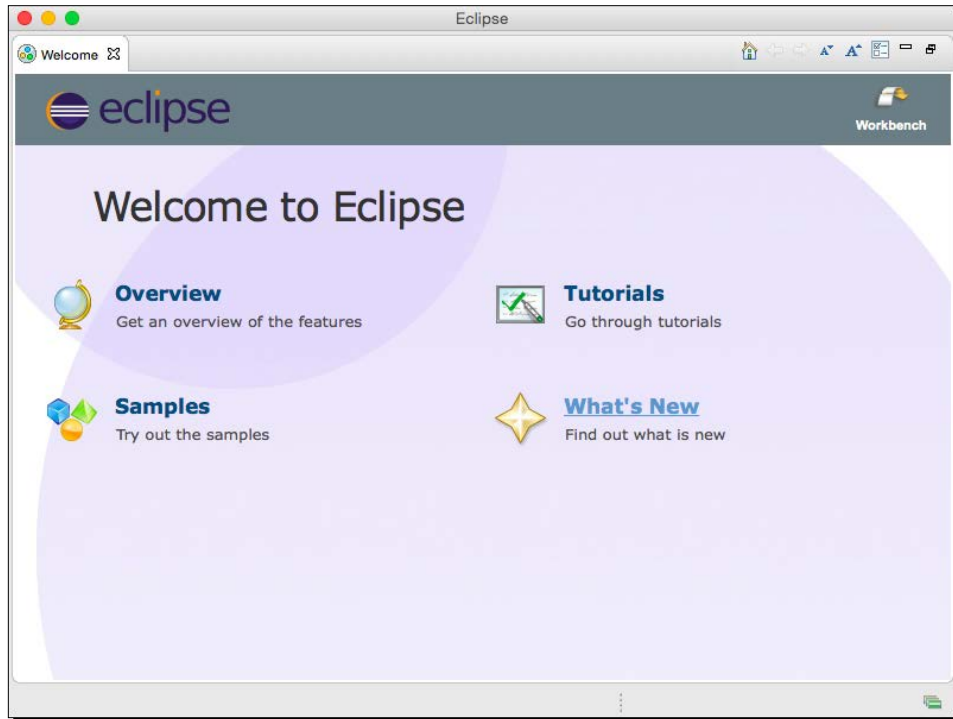 Eclipse
Welcome
eclipse
Workbench
Welcome to Eclipse
Overview
Get an overview of the features
Tutorials
Go through tutorials
Samples
Try out the samples
What's New
Find out what is new